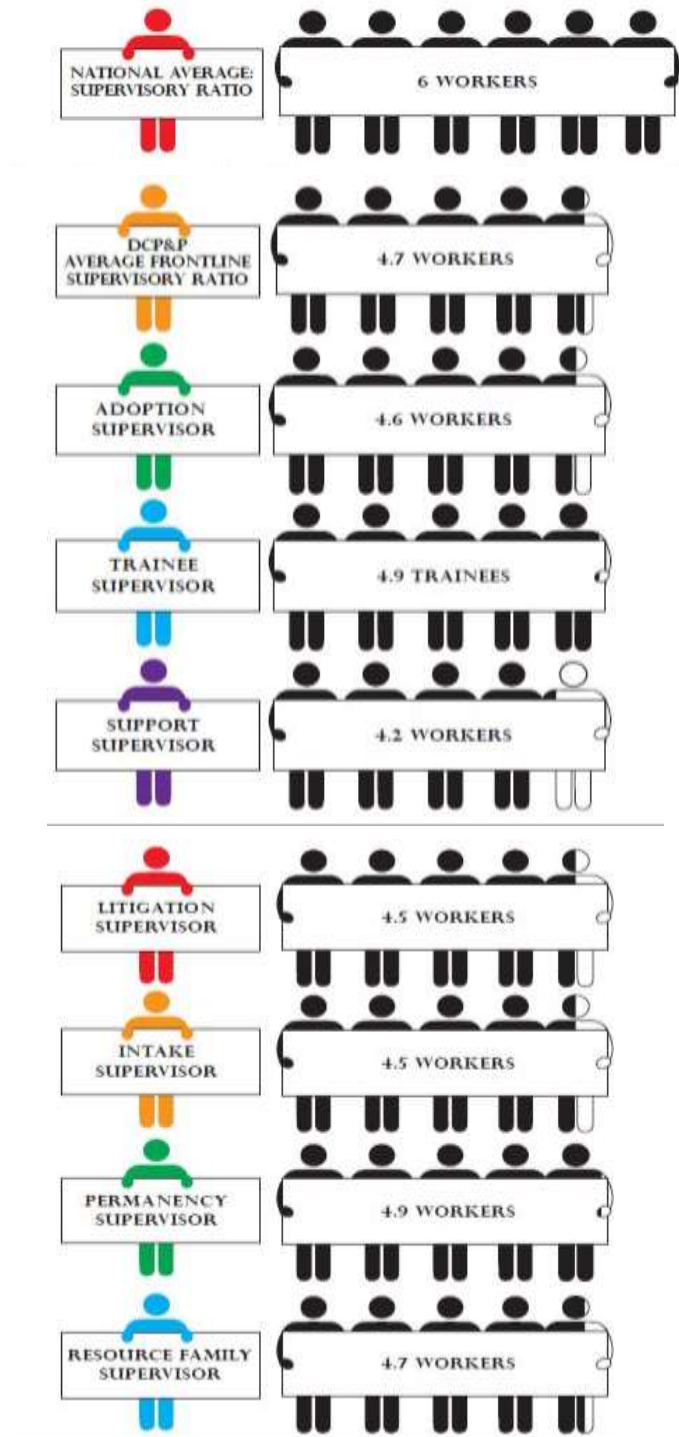 NATIONAL AVERAGE:
SUPERVISORY RATIO
6 WORKERS
DCP&P
AVERAGE FRONTLINE
SUPERVISORY RATIO
4.7 WORKERS
ADOPTION
SUPERVISOR
4.6 WORKERS
TRAINEE
SUPERVISOR
4.9 TRAINEES
SUPPORT
SUPERVISOR
4.2 WORKERS
LITIGATION
SUPERVISOR
4.5 WORKERS
INTAKE
SUPERVISOR
4.5 WORKERS
PERMANENCY
SUPERVISOR
4.9 WORKERS
RESOURCE FAMILY
SUPERVISOR
4.7 WORKERS